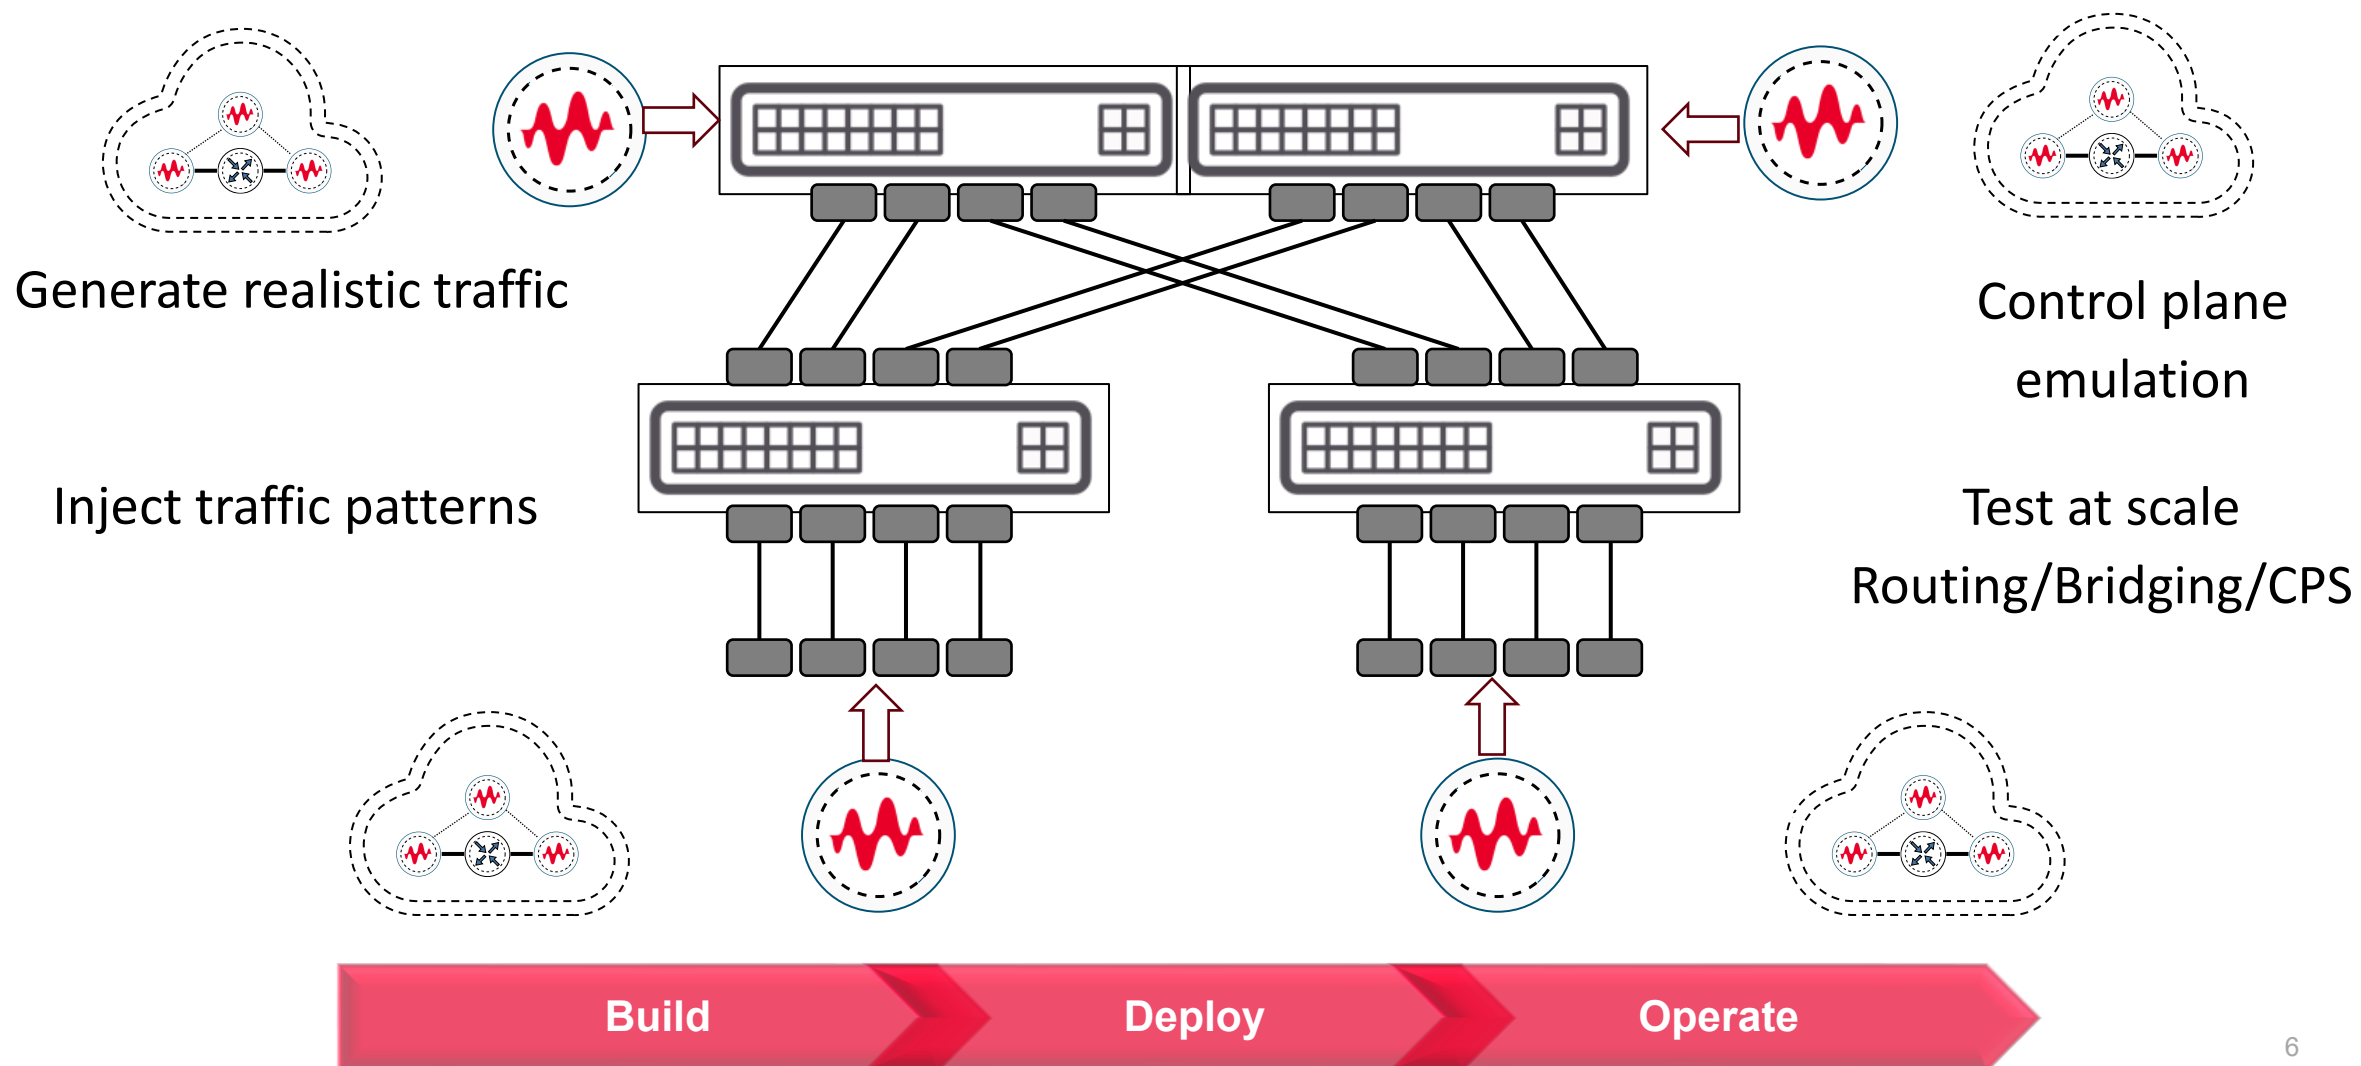 Generate realistic traffic
Control plane
emulation
Inject traffic patterns
Test at scale
Routing/Bridging/CPS
Build
Deploy
Operate
6